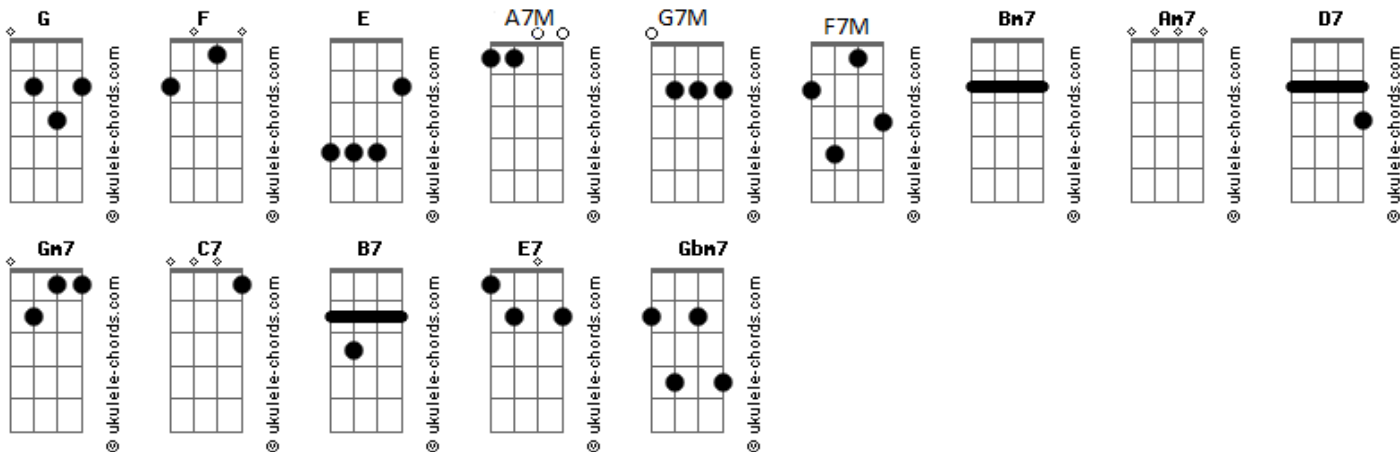 G F E A7M G7M F7M Bm7 Am7 D7
© ukulele-chords.com © ukulele-chords.com © ukulele-chords.com © ukulele-chords.com © ukulele-chords.com © ukulele-chords.com © ukulele-chords.com © ukulele-chords.com © ukulele-chords.com
Gm7 C7 B7 E7 Gbm7
© ukulele-chords.com © ukulele-chords.com © ukulele-chords.com © ukulele-chords.com © ukulele-chords.com